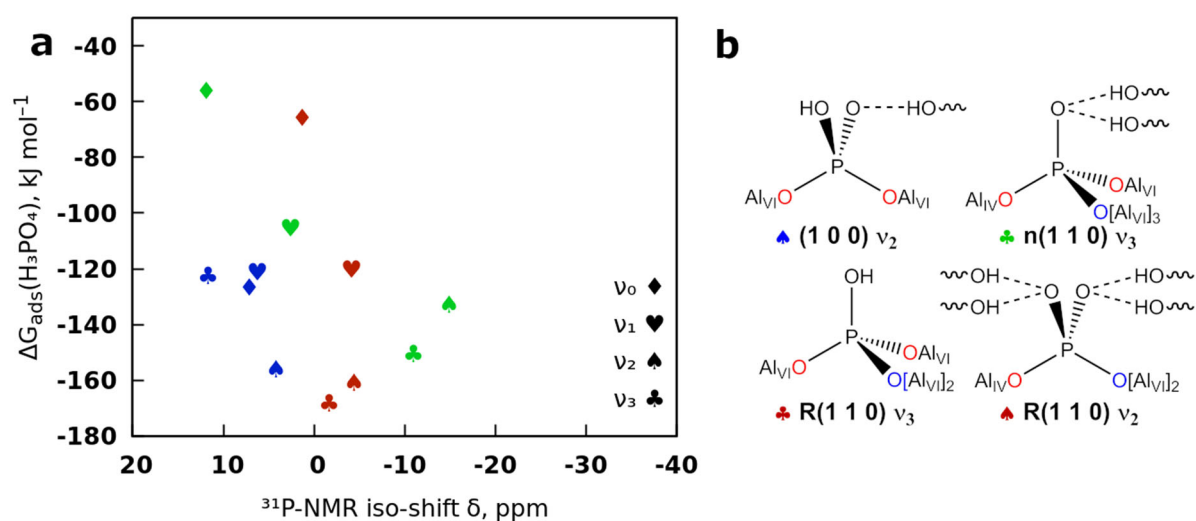 a
ΔG_ads(H₃PO₄), kJ mol⁻¹
-40
-60
-80
-100
-120
-140
-160
-180
20 10 0 -10 -20 -30 -40
³¹P-NMR iso-shift δ, ppm
ν₀ ♦
ν₁ ♥
ν₂ ♠
ν₃ ♣
b
HO O HO
P
Al_VI O OAl_VI
♠ (1 0 0) ν₂
HO
O HO
P
Al_IV O OAl_VI
O[Al_VI]₃
♣ n(1 1 0) ν₃
OH
P
Al_VI O OAl_VI
O[Al_VI]₂
♣ R(1 1 0) ν₃
OH HO
O O
OH HO
P
Al_IV O O[Al_VI]₂
♠ R(1 1 0) ν₂